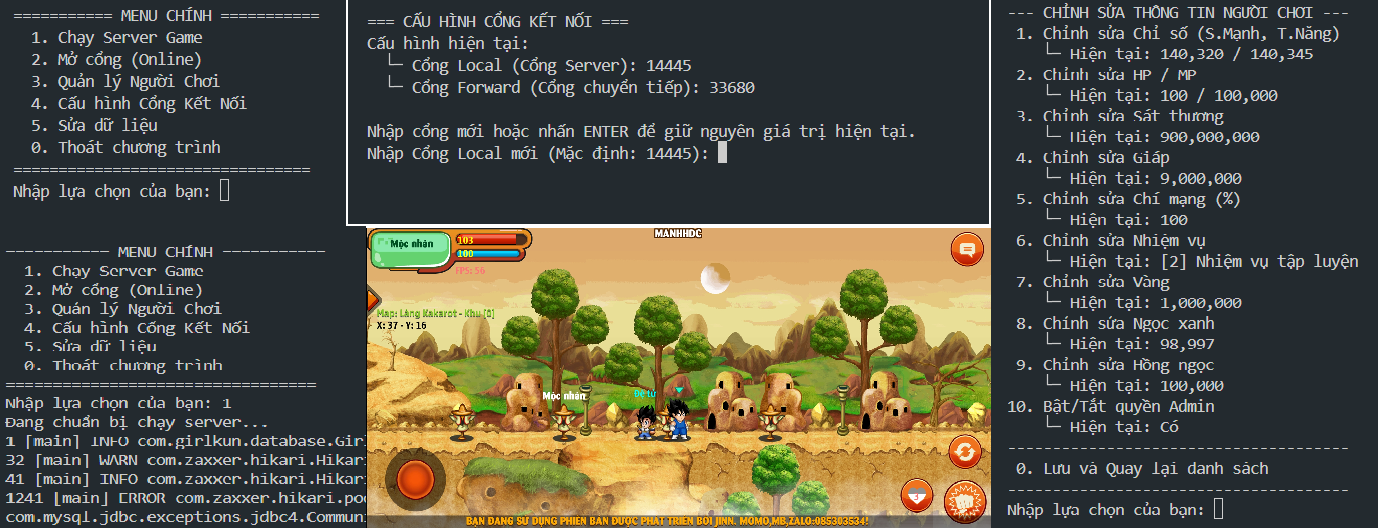 =========== MENU CHÍNH ===========
1. Chạy Server Game
2. Mở cổng (Online)
3. Quản lý Người Chơi
4. Cấu hình Cổng Kết Nối
5. Sửa dữ liệu
0. Thoát chương trình
=================================
Nhập lựa chọn của bạn:
=== CẤU HÌNH CỔNG KẾT NỐI ===
Cấu hình hiện tại:
└─ Cổng Local (Cổng Server): 14445
└─ Cổng Forward (Cổng chuyển tiếp): 33680
Nhập cổng mới hoặc nhấn ENTER để giữ nguyên giá trị hiện tại.
Nhập Cổng Local mới (Mặc định: 14445):
--- CHỈNH SỬA THÔNG TIN NGƯỜI CHƠI ---
1. Chỉnh sửa Chỉ số (S.Mạnh, T.Năng)
└─ Hiện tại: 140,320 / 140,345
2. Chỉnh sửa HP / MP
└─ Hiện tại: 100 / 100,000
3. Chỉnh sửa Sát thương
└─ Hiện tại: 900,000,000
4. Chỉnh sửa Giáp
└─ Hiện tại: 9,000,000
5. Chỉnh sửa Chí mạng (%)
└─ Hiện tại: 100
6. Chỉnh sửa Nhiệm vụ
└─ Hiện tại: [2] Nhiệm vụ tập luyện
7. Chỉnh sửa Vàng
└─ Hiện tại: 1,000,000
8. Chỉnh sửa Ngọc xanh
└─ Hiện tại: 98,997
9. Chỉnh sửa Hồng ngọc
└─ Hiện tại: 100,000
10. Bật/Tắt quyền Admin
└─ Hiện tại: Có
--------------------------------------
0. Lưu và Quay lại danh sách
--------------------------------------
Nhập lựa chọn của bạn:
=========== MENU CHÍNH ===========
1. Chạy Server Game
2. Mở cổng (Online)
3. Quản lý Người Chơi
4. Cấu hình Cổng Kết Nối
5. Sửa dữ liệu
0. Thoát chương trình
=================================
Nhập lựa chọn của bạn: 1
Đang chuẩn bị chạy server...
1 [main] INFO com.girlkun.database.Gir
32 [main] WARN com.zaxxer.hikari.Hikar
41 [main] INFO com.zaxxer.hikari.Hikar
1241 [main] ERROR com.zaxxer.hikari.poo
com.mysql.jdbc.exceptions.jdbc4.Commun
MANHHDC
Mộc nhân
103
100
FPS: 56
Map: Làng Kakarot - Khu [0]
X: 37 - Y: 16
Mộc nhân
Đệ tử
BẠN ĐANG SỬ DỤNG PHIÊN BẢN ĐƯỢC PHÁT TRIỂN BỞI JINN. MOMO,MB,ZALO:085303534!